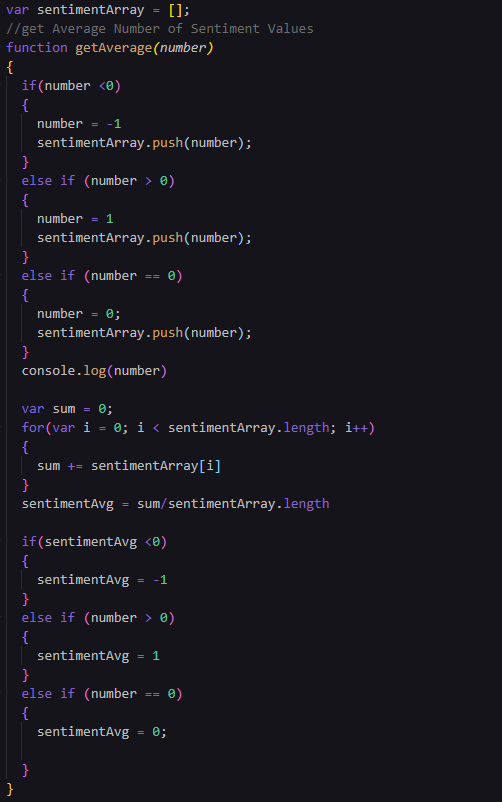 var sentimentArray = [];
//get Average Number of Sentiment Values
function getAverage(number)
{
  if(number <0)
  {
    number = -1
    sentimentArray.push(number);
  }
  else if (number > 0)
  {
    number = 1
    sentimentArray.push(number);
  }
  else if (number == 0)
  {
    number = 0;
    sentimentArray.push(number);
  }
  console.log(number)

  var sum = 0;
  for(var i = 0; i < sentimentArray.length; i++)
  {
    sum += sentimentArray[i]
  }
  sentimentAvg = sum/sentimentArray.length

  if(sentimentAvg <0)
  {
    sentimentAvg = -1
  }
  else if (number > 0)
  {
    sentimentAvg = 1
  }
  else if (number == 0)
  {
    sentimentAvg = 0;

  }
}